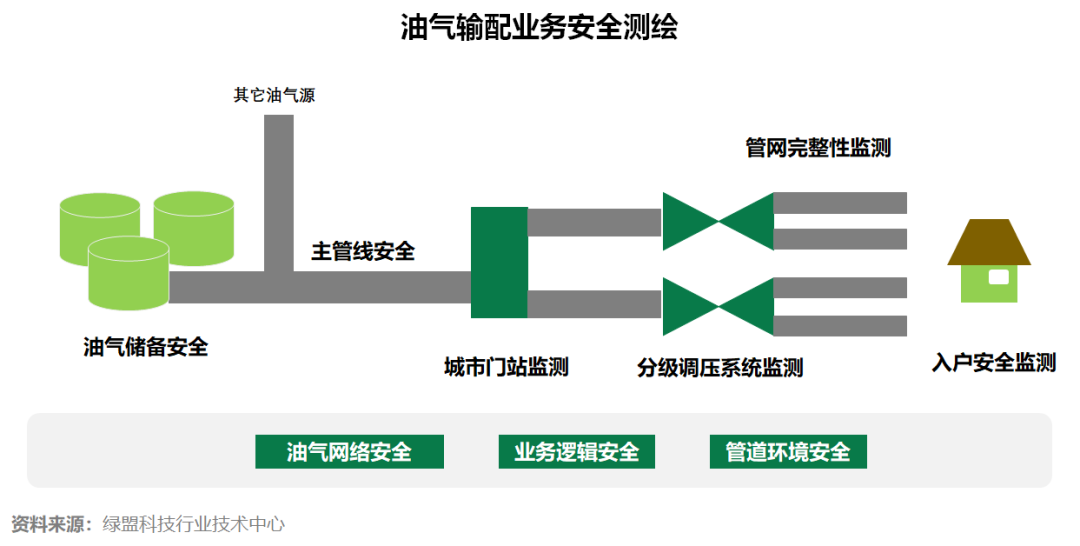 油气输配业务安全测绘
其它油气源
管网完整性监测
主管线安全
油气储备安全
城市门站监测
分级调压系统监测
入户安全监测
油气网络安全
业务逻辑安全
管道环境安全
资料来源：绿盟科技行业技术中心